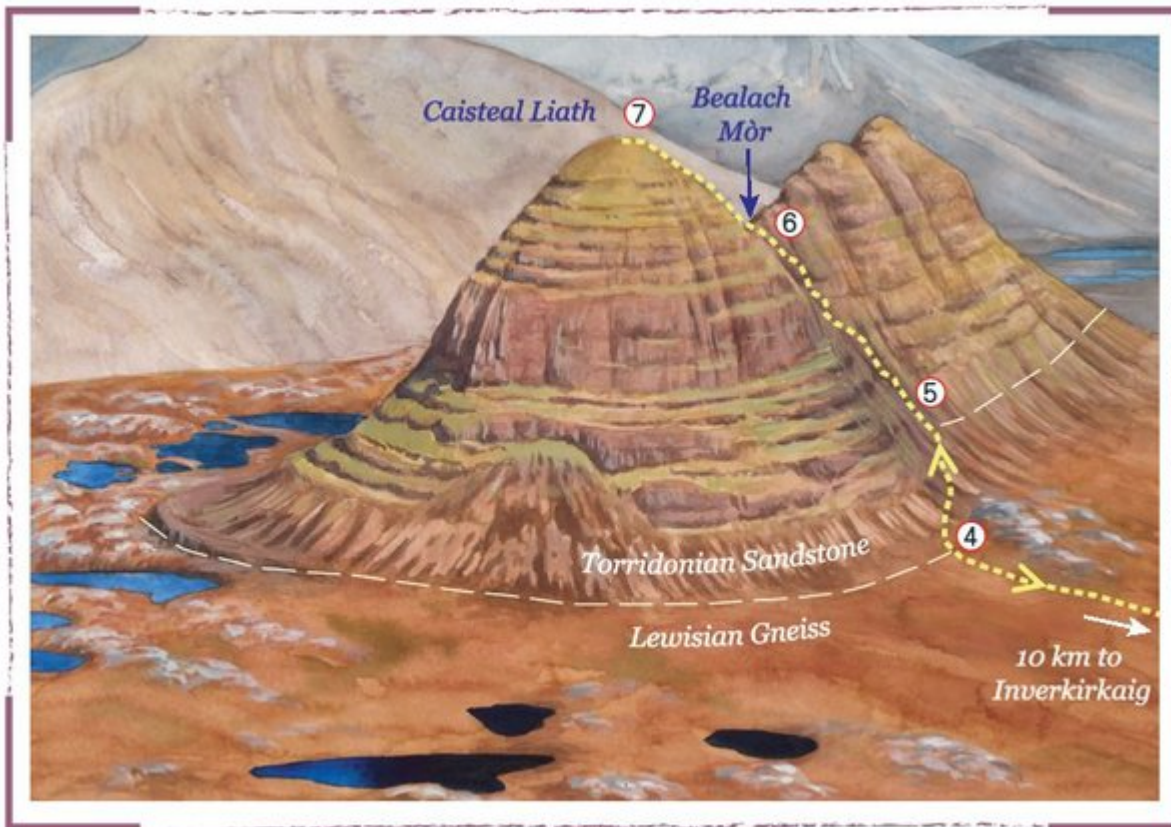 Caisteal Liath
7
Bealach
Mòr
6
5
4
Torridonian Sandstone
Lewisian Gneiss
10 km to
Inverkirkaig